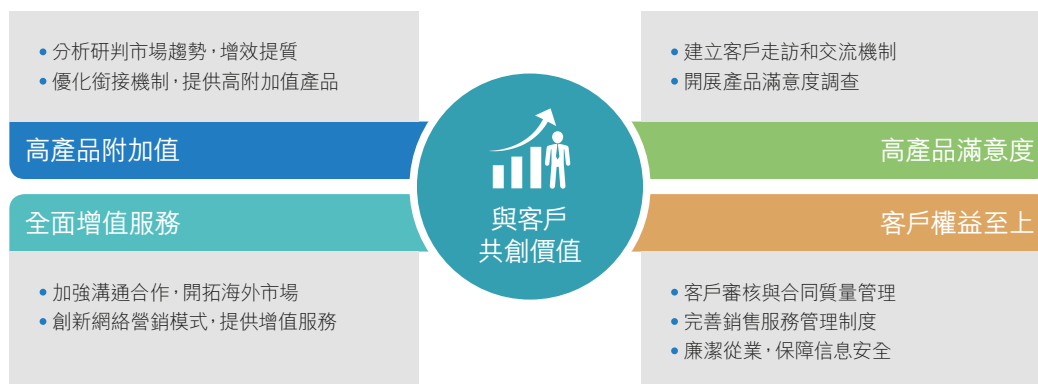 • 分析研判市場趨勢，增效提質
• 優化銜接機制，提供高附加值產品
高產品附加值
• 建立客戶走訪和交流機制
• 開展產品滿意度調查
高產品滿意度
與客戶
共創價值
全面增值服務
• 加強溝通合作，開拓海外市場
• 創新網絡營銷模式，提供增值服務
客戶權益至上
• 客戶審核與合同質量管理
• 完善銷售服務管理制度
• 廉潔從業，保障信息安全